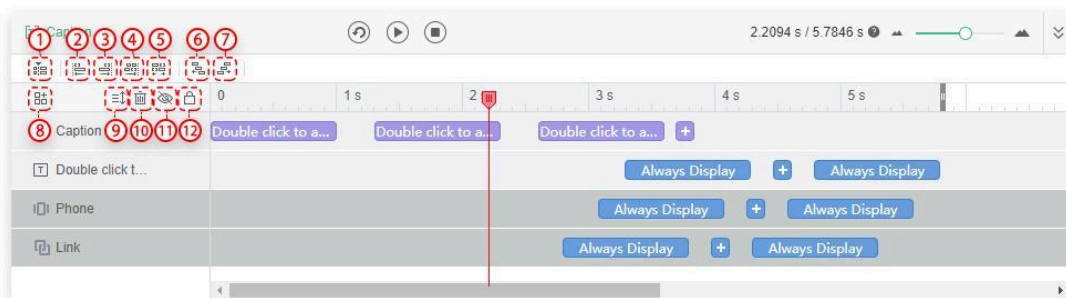 Caption
2.2094 s / 5.7846 s
1 2 3 4 5 6 7
0 1 s 2 3 s 4 s 5 s
8 Caption 9 10 11 12 Double click to a... Double click to a... Double click to a... +
T Double click t... Always Display + Always Display
Phone Always Display + Always Display
Link Always Display + Always Display